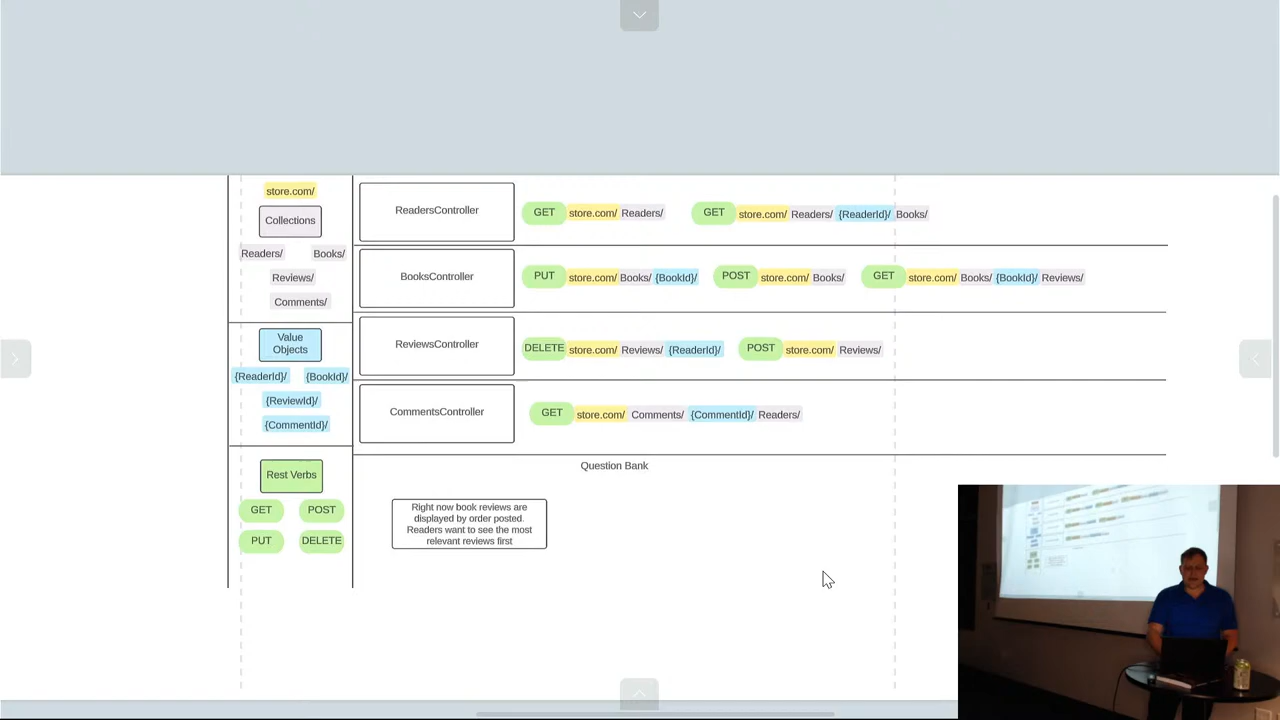 store.com/
Collections
Readers/ Books/
Reviews/
Comments/
Value
Objects
{ReaderId}/ {BookId}/
{ReviewId}/
{CommentId}/
Rest Verbs
GET POST
PUT DELETE
ReadersController GET store.com/ Readers/ GET store.com/ Readers/ {ReaderId}/ Books/
BooksController PUT store.com/ Books/ {BookId}/ POST store.com/ Books/ GET store.com/ Books/ {BookId}/ Reviews/
ReviewsController DELETE store.com/ Reviews/ {ReaderId}/ POST store.com/ Reviews/
CommentsController GET store.com/ Comments/ {CommentId}/ Readers/
Question Bank
Right now book reviews are
displayed by order posted.
Readers want to see the most
relevant reviews first